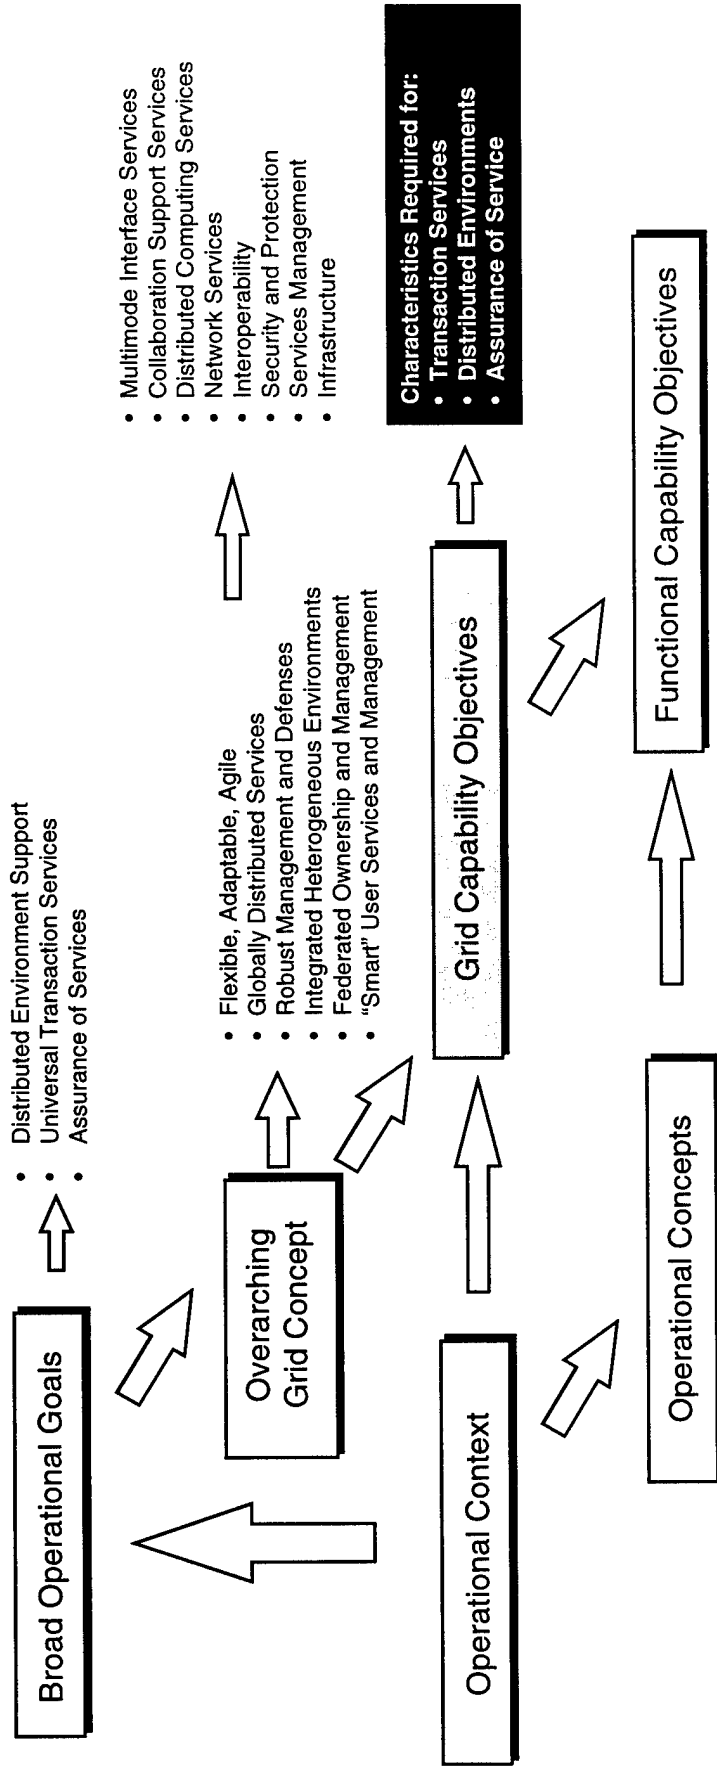 Broad Operational Goals
• Distributed Environment Support
• Universal Transaction Services
• Assurance of Services
Overarching
Grid Concept
• Flexible, Adaptable, Agile
• Globally Distributed Services
• Robust Management and Defenses
• Integrated Heterogeneous Environments
• Federated Ownership and Management
• "Smart" User Services and Management
• Multimode Interface Services
• Collaboration Support Services
• Distributed Computing Services
• Network Services
• Interoperability
• Security and Protection
• Services Management
• Infrastructure
Operational Context
Grid Capability Objectives
Characteristics Required for:
• Transaction Services
• Distributed Environments
• Assurance of Service
Operational Concepts
Functional Capability Objectives